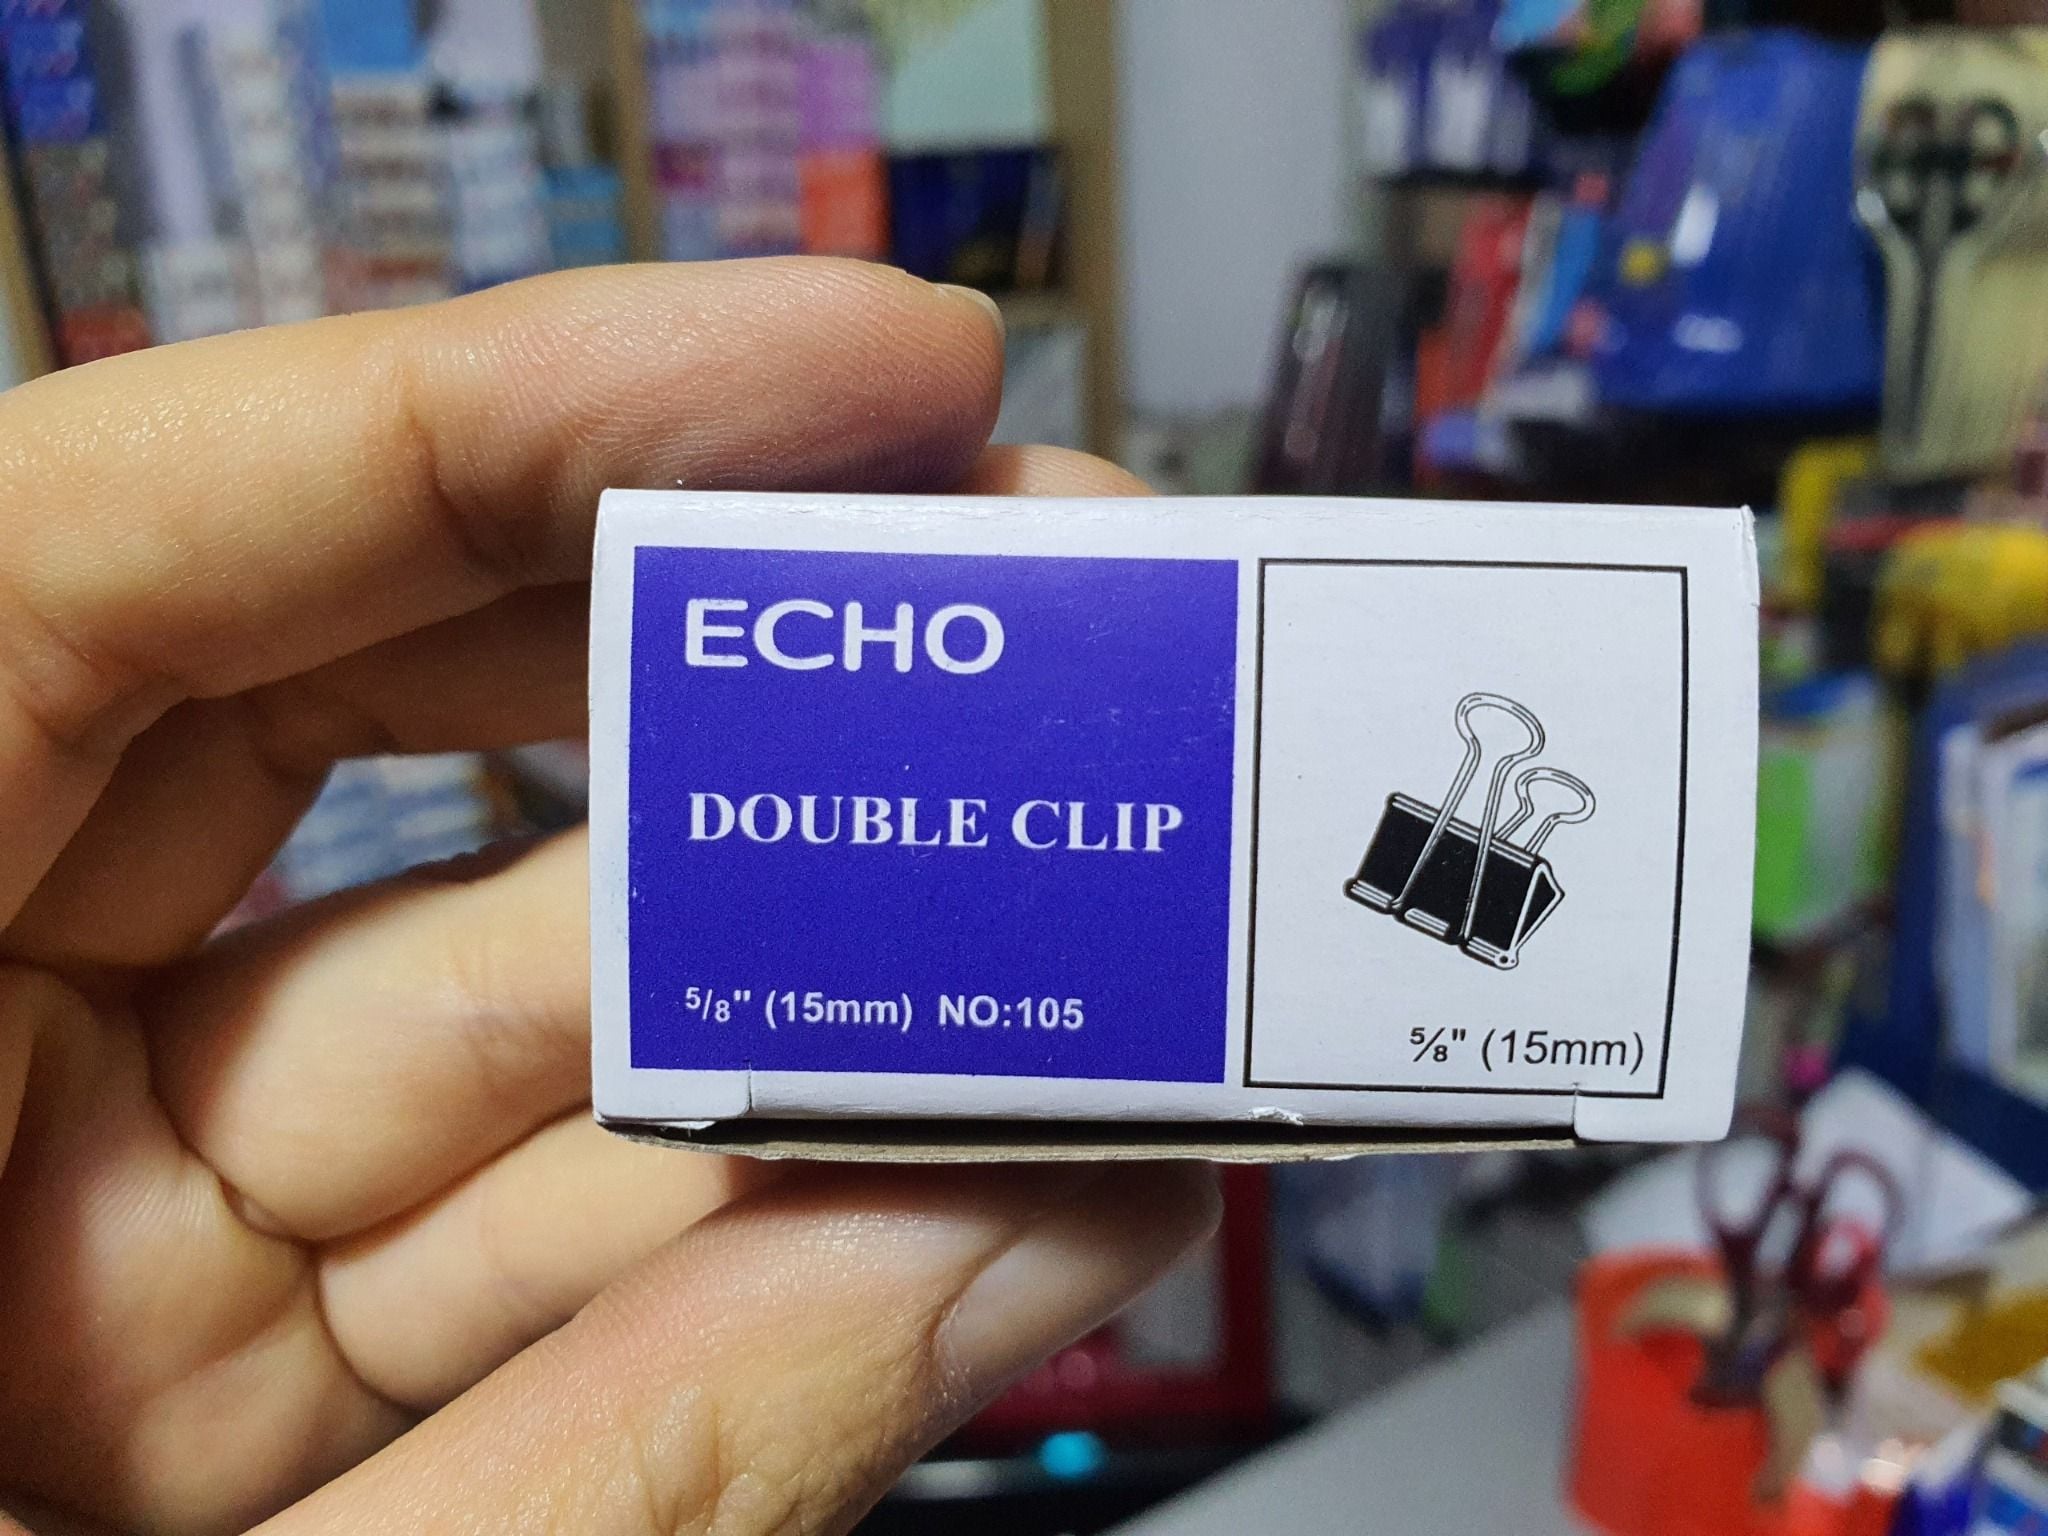 ECHO
DOUBLE CLIP
5/8" (15mm) NO:105
5/8" (15mm)